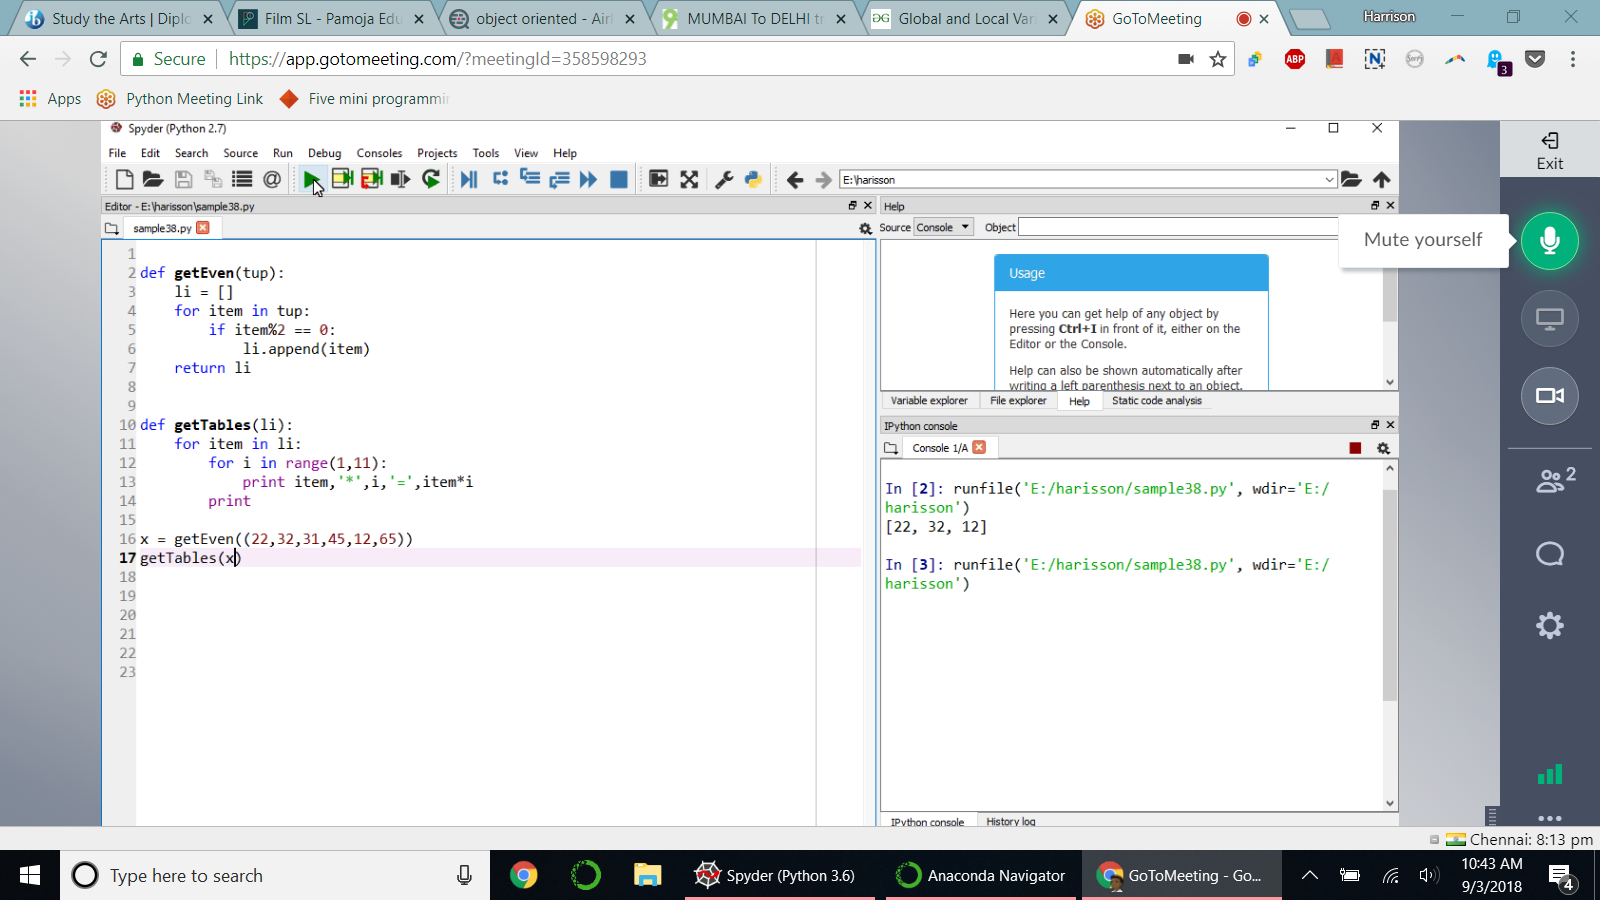 Study the Arts | Diplo
Film SL - Pamoja Edu
object oriented - Airl
MUMBAI To DELHI tr
Global and Local Vari
GoToMeeting
Harrison
Secure
https://app.gotomeeting.com/?meetingId=358598293
ABP
3
Apps
Python Meeting Link
Five mini programmin
Spyder (Python 2.7)
File Edit Search Source Run Debug Consoles Projects Tools View Help
E:\harisson
Editor - E:\harisson\sample38.py
Help
sample38.py
Source Console Object
Mute yourself
Exit
1
2 def getEven(tup):
3 li = []
4 for item in tup:
5 if item%2 == 0:
6 li.append(item)
7 return li
8
9
10 def getTables(li):
11 for item in li:
12 for i in range(1,11):
13 print item,'*',i,'=',item*i
14 print
15
16 x = getEven((22,32,31,45,12,65))
17 getTables(x)
18
19
20
21
22
23
Usage
Here you can get help of any object by
pressing Ctrl+I in front of it, either on the
Editor or the Console.
Help can also be shown automatically after
writing a left parenthesis next to an object.
Variable explorer File explorer Help Static code analysis
IPython console
Console 1/A
In [2]: runfile('E:/harisson/sample38.py', wdir='E:/
harisson')
[22, 32, 12]
In [3]: runfile('E:/harisson/sample38.py', wdir='E:/
harisson')
IPython console History log
2
Chennai: 8:13 pm
Type here to search
Spyder (Python 3.6)
Anaconda Navigator
GoToMeeting - Go...
10:43 AM
9/3/2018
4